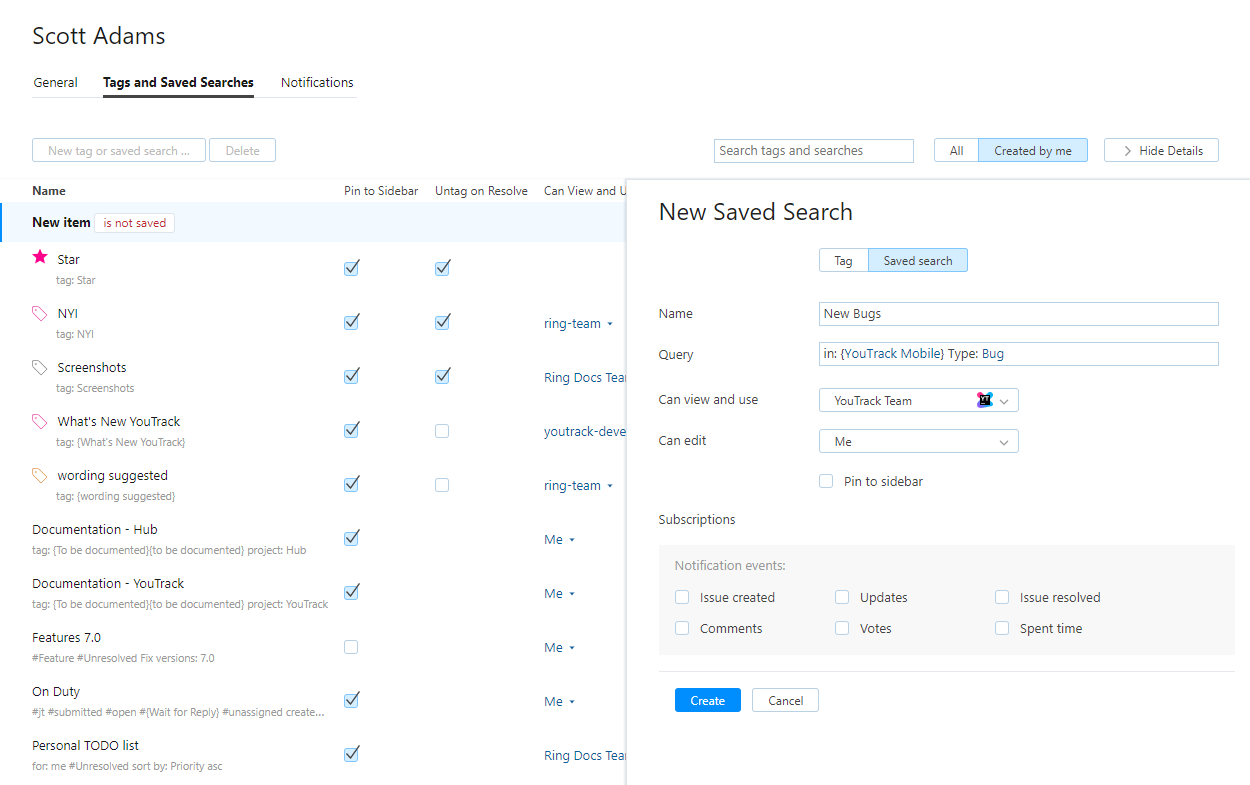 Scott Adams
General Tags and Saved Searches Notifications
New tag or saved search ... Delete Search tags and searches All Created by me Hide Details
Name Pin to Sidebar Untag on Resolve Can View and U
New item is not saved
Star
tag: Star
NYI
tag: NYI
ring-team
Screenshots
tag: Screenshots
Ring Docs Tea
What's New YouTrack
tag: {What's New YouTrack}
youtrack-deve
wording suggested
tag: {wording suggested}
ring-team
Documentation - Hub
tag: {To be documented}{to be documented} project: Hub
Me
Documentation - YouTrack
tag: {To be documented}{to be documented} project: YouTrack
Me
Features 7.0
#Feature #Unresolved Fix versions: 7.0
Me
On Duty
#jt #submitted #open #{Wait for Reply} #unassigned create...
Me
Personal TODO list
for: me #Unresolved sort by: Priority asc
Ring Docs Tea
New Saved Search
Tag Saved search
Name New Bugs
Query in: {YouTrack Mobile} Type: Bug
Can view and use YouTrack Team
Can edit Me
Pin to sidebar
Subscriptions
Notification events:
Issue created Updates Issue resolved
Comments Votes Spent time
Create Cancel